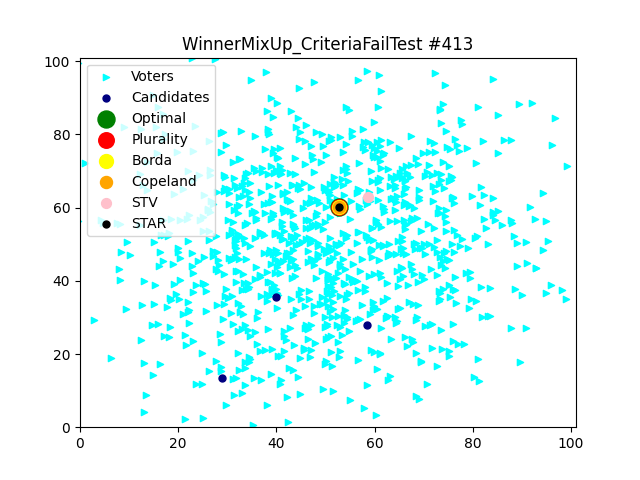 WinnerMixUp_CriteriaFailTest #413
Voters
Candidates
Optimal
Plurality
Borda
Copeland
STV
STAR
100
80
60
40
20
0
0 20 40 60 80 100